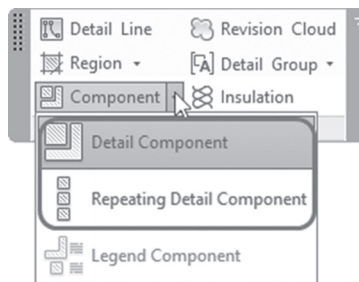 Detail Line Revision Cloud
Region Detail Group
Component Insulation
Detail Component
Repeating Detail Component
Legend Component